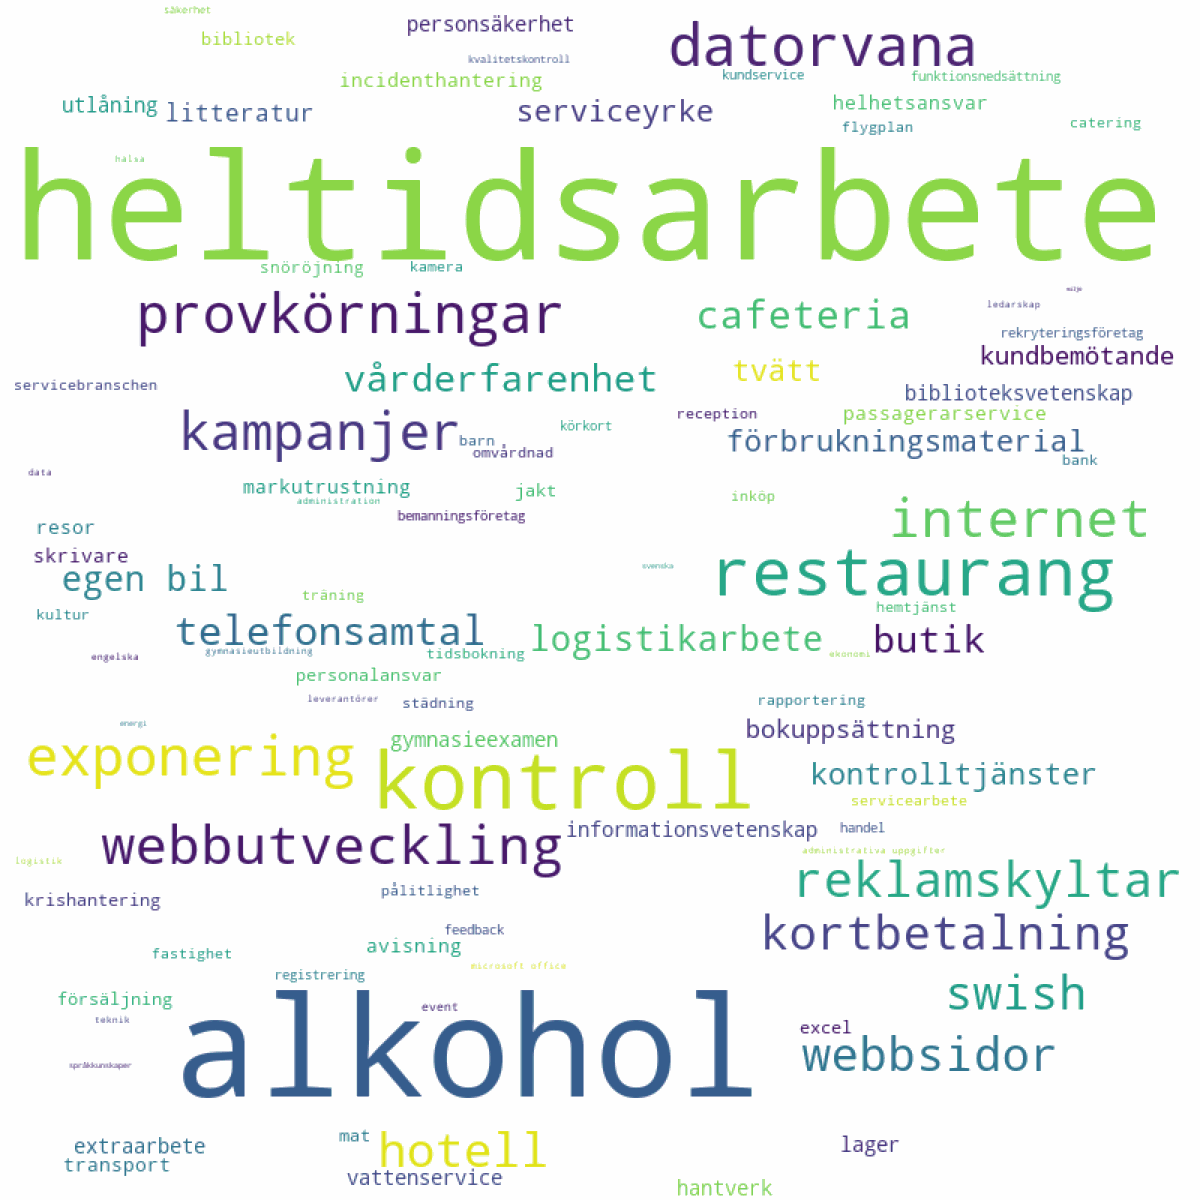 säkerhet
personsäkerhet
bibliotek
datorvana
kvalitetskontroll
kundservice
funktionsnedsättning
incidenthantering
utlåning
litteratur
serviceyrke
helhetsansvar
flygplan
catering
hälsa
heltidsarbete
snöröjning
kamera
miljö
ledarskap
provkörningar
cafeteria
rekryteringsföretag
kundbemötande
vårderfarenhet
tvätt
servicebranschen
biblioteksvetenskap
reception
passagerarservice
kampanjer
körkort
barn
omvårdnad
förbrukningsmaterial
bank
data
markutrustning
administration
jakt
inköp
bemanningsföretag
internet
resor
skrivare
egen bil
svenska
restaurang
träning
hemtjänst
kultur
telefonsamtal
logistikarbete
butik
gymnasieutbildning
tidsbokning
ekonomi
engelska
personalansvar
leverantörer
städning
rapportering
energi
bokuppsättning
exponering
gymnasieexamen
kontroll
kontrolltjänster
servicearbete
webbutveckling
informationsvetenskap
handel
administrativa uppgifter
logistik
reklamskyltar
pålitlighet
krishantering
feedback
kortbetalning
avisning
fastighet
microsoft office
registrering
försäljning
event
swish
teknik
alkohol
excel
webbsidor
språkkunskaper
extraarbete
mat
hotell
lager
transport
vattenservice
hantverk